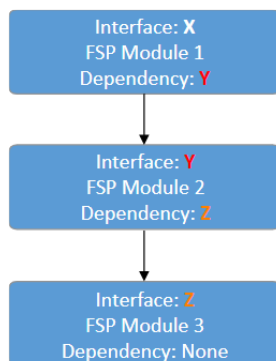 Interface: X
FSP Module 1
Dependency: Y
Interface: Y
FSP Module 2
Dependency: Z
Interface: Z
FSP Module 3
Dependency: None